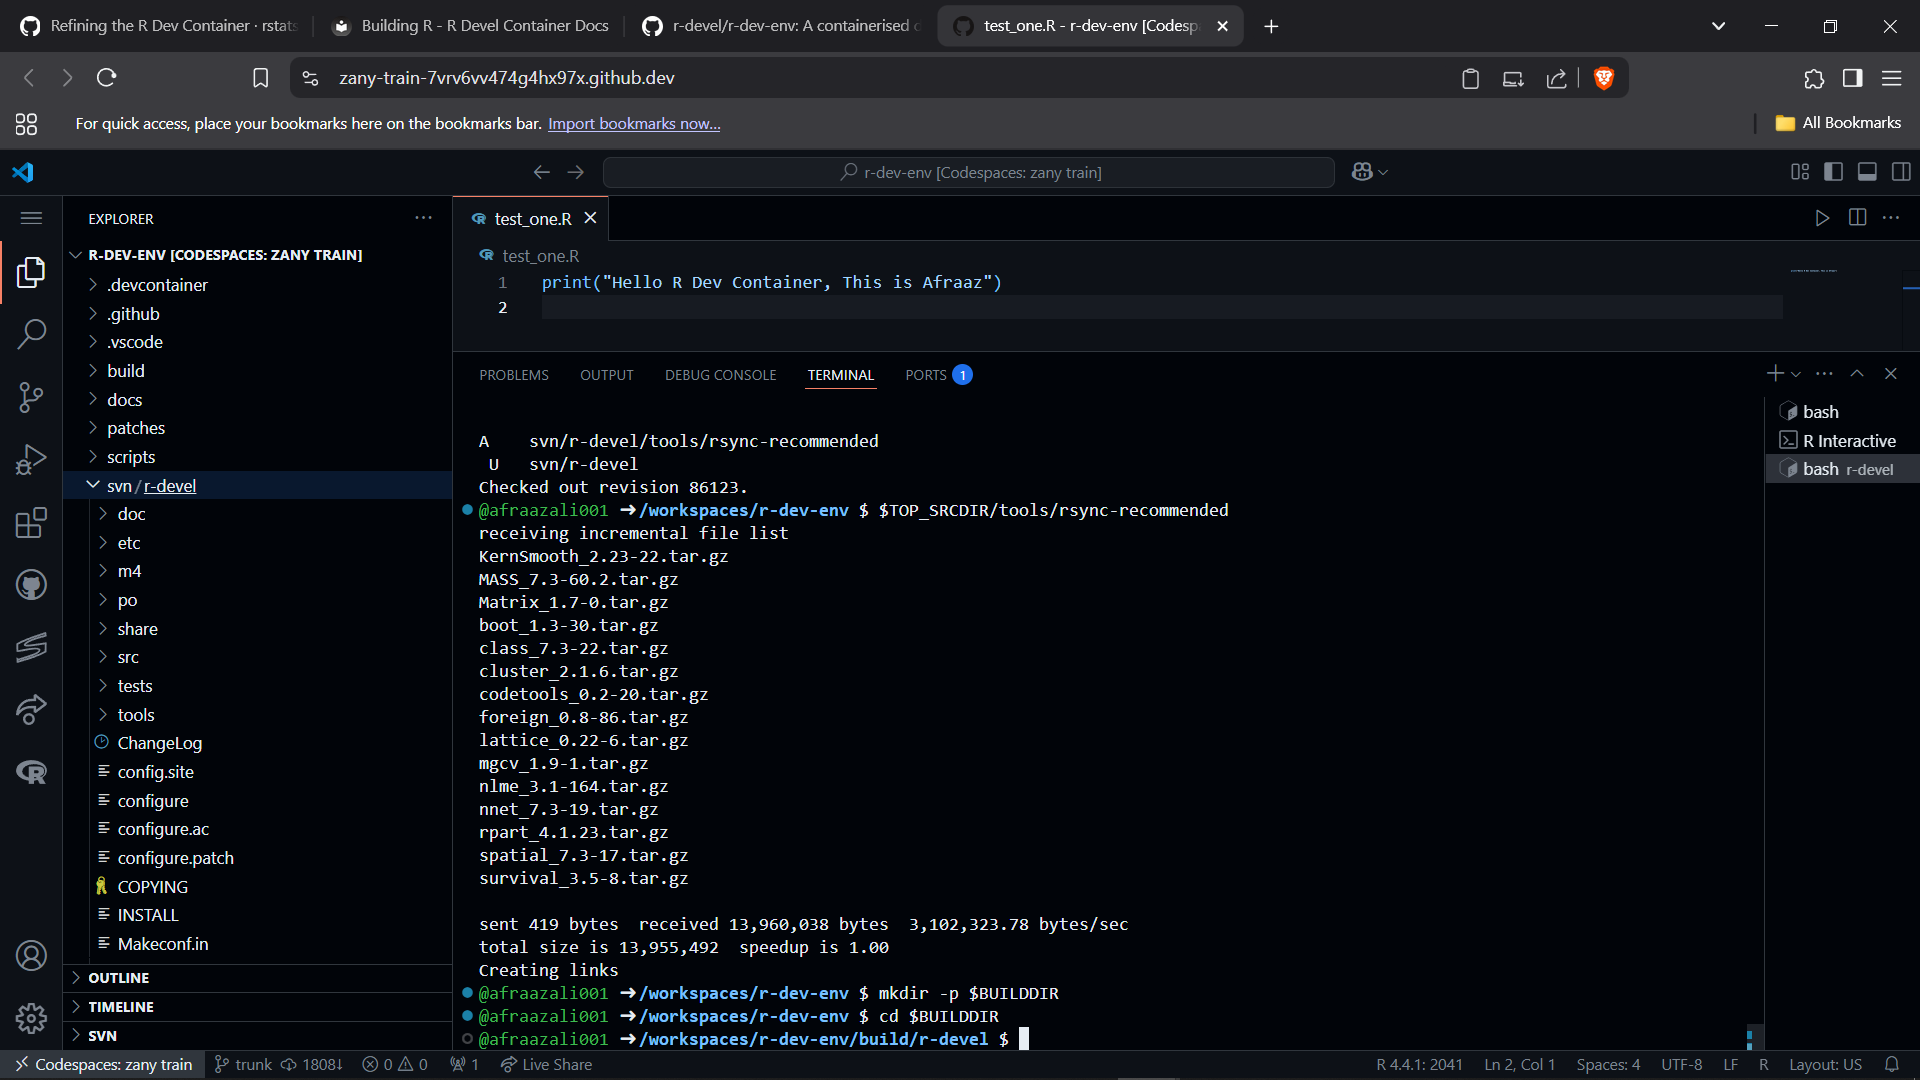 Refining the R Dev Container · rstats
Building R - R Devel Container Docs
r-devel/r-dev-env: A containerised
test_one.R - r-dev-env [Codesp
zany-train-7vrv6vv474g4hx97x.github.dev
For quick access, place your bookmarks here on the bookmarks bar. Import bookmarks now...
All Bookmarks
r-dev-env [Codespaces: zany train]
EXPLORER
R-DEV-ENV [CODESPACES: ZANY TRAIN]
.devcontainer
.github
.vscode
build
docs
patches
scripts
svn / r-devel
doc
etc
m4
po
share
src
tests
tools
ChangeLog
config.site
configure
configure.ac
configure.patch
COPYING
INSTALL
Makeconf.in
OUTLINE
TIMELINE
SVN
test_one.R
test_one.R
1 print("Hello R Dev Container, This is Afraaz")
2
PROBLEMS OUTPUT DEBUG CONSOLE TERMINAL PORTS 1
A    svn/r-devel/tools/rsync-recommended
U   svn/r-devel
Checked out revision 86123.
@afraazali001 ➜/workspaces/r-dev-env $ $TOP_SRCDIR/tools/rsync-recommended
receiving incremental file list
KernSmooth_2.23-22.tar.gz
MASS_7.3-60.2.tar.gz
Matrix_1.7-0.tar.gz
boot_1.3-30.tar.gz
class_7.3-22.tar.gz
cluster_2.1.6.tar.gz
codetools_0.2-20.tar.gz
foreign_0.8-86.tar.gz
lattice_0.22-6.tar.gz
mgcv_1.9-1.tar.gz
nlme_3.1-164.tar.gz
nnet_7.3-19.tar.gz
rpart_4.1.23.tar.gz
spatial_7.3-17.tar.gz
survival_3.5-8.tar.gz
sent 419 bytes  received 13,960,038 bytes  3,102,323.78 bytes/sec
total size is 13,955,492  speedup is 1.00
Creating links
@afraazali001 ➜/workspaces/r-dev-env $ mkdir -p $BUILDDIR
@afraazali001 ➜/workspaces/r-dev-env $ cd $BUILDDIR
@afraazali001 ➜/workspaces/r-dev-env/build/r-devel $
bash
R Interactive
bash r-devel
Codespaces: zany train trunk 1808↓ 0 0 1 Live Share
R 4.4.1: 2041 Ln 2, Col 1 Spaces: 4 UTF-8 LF R Layout: US